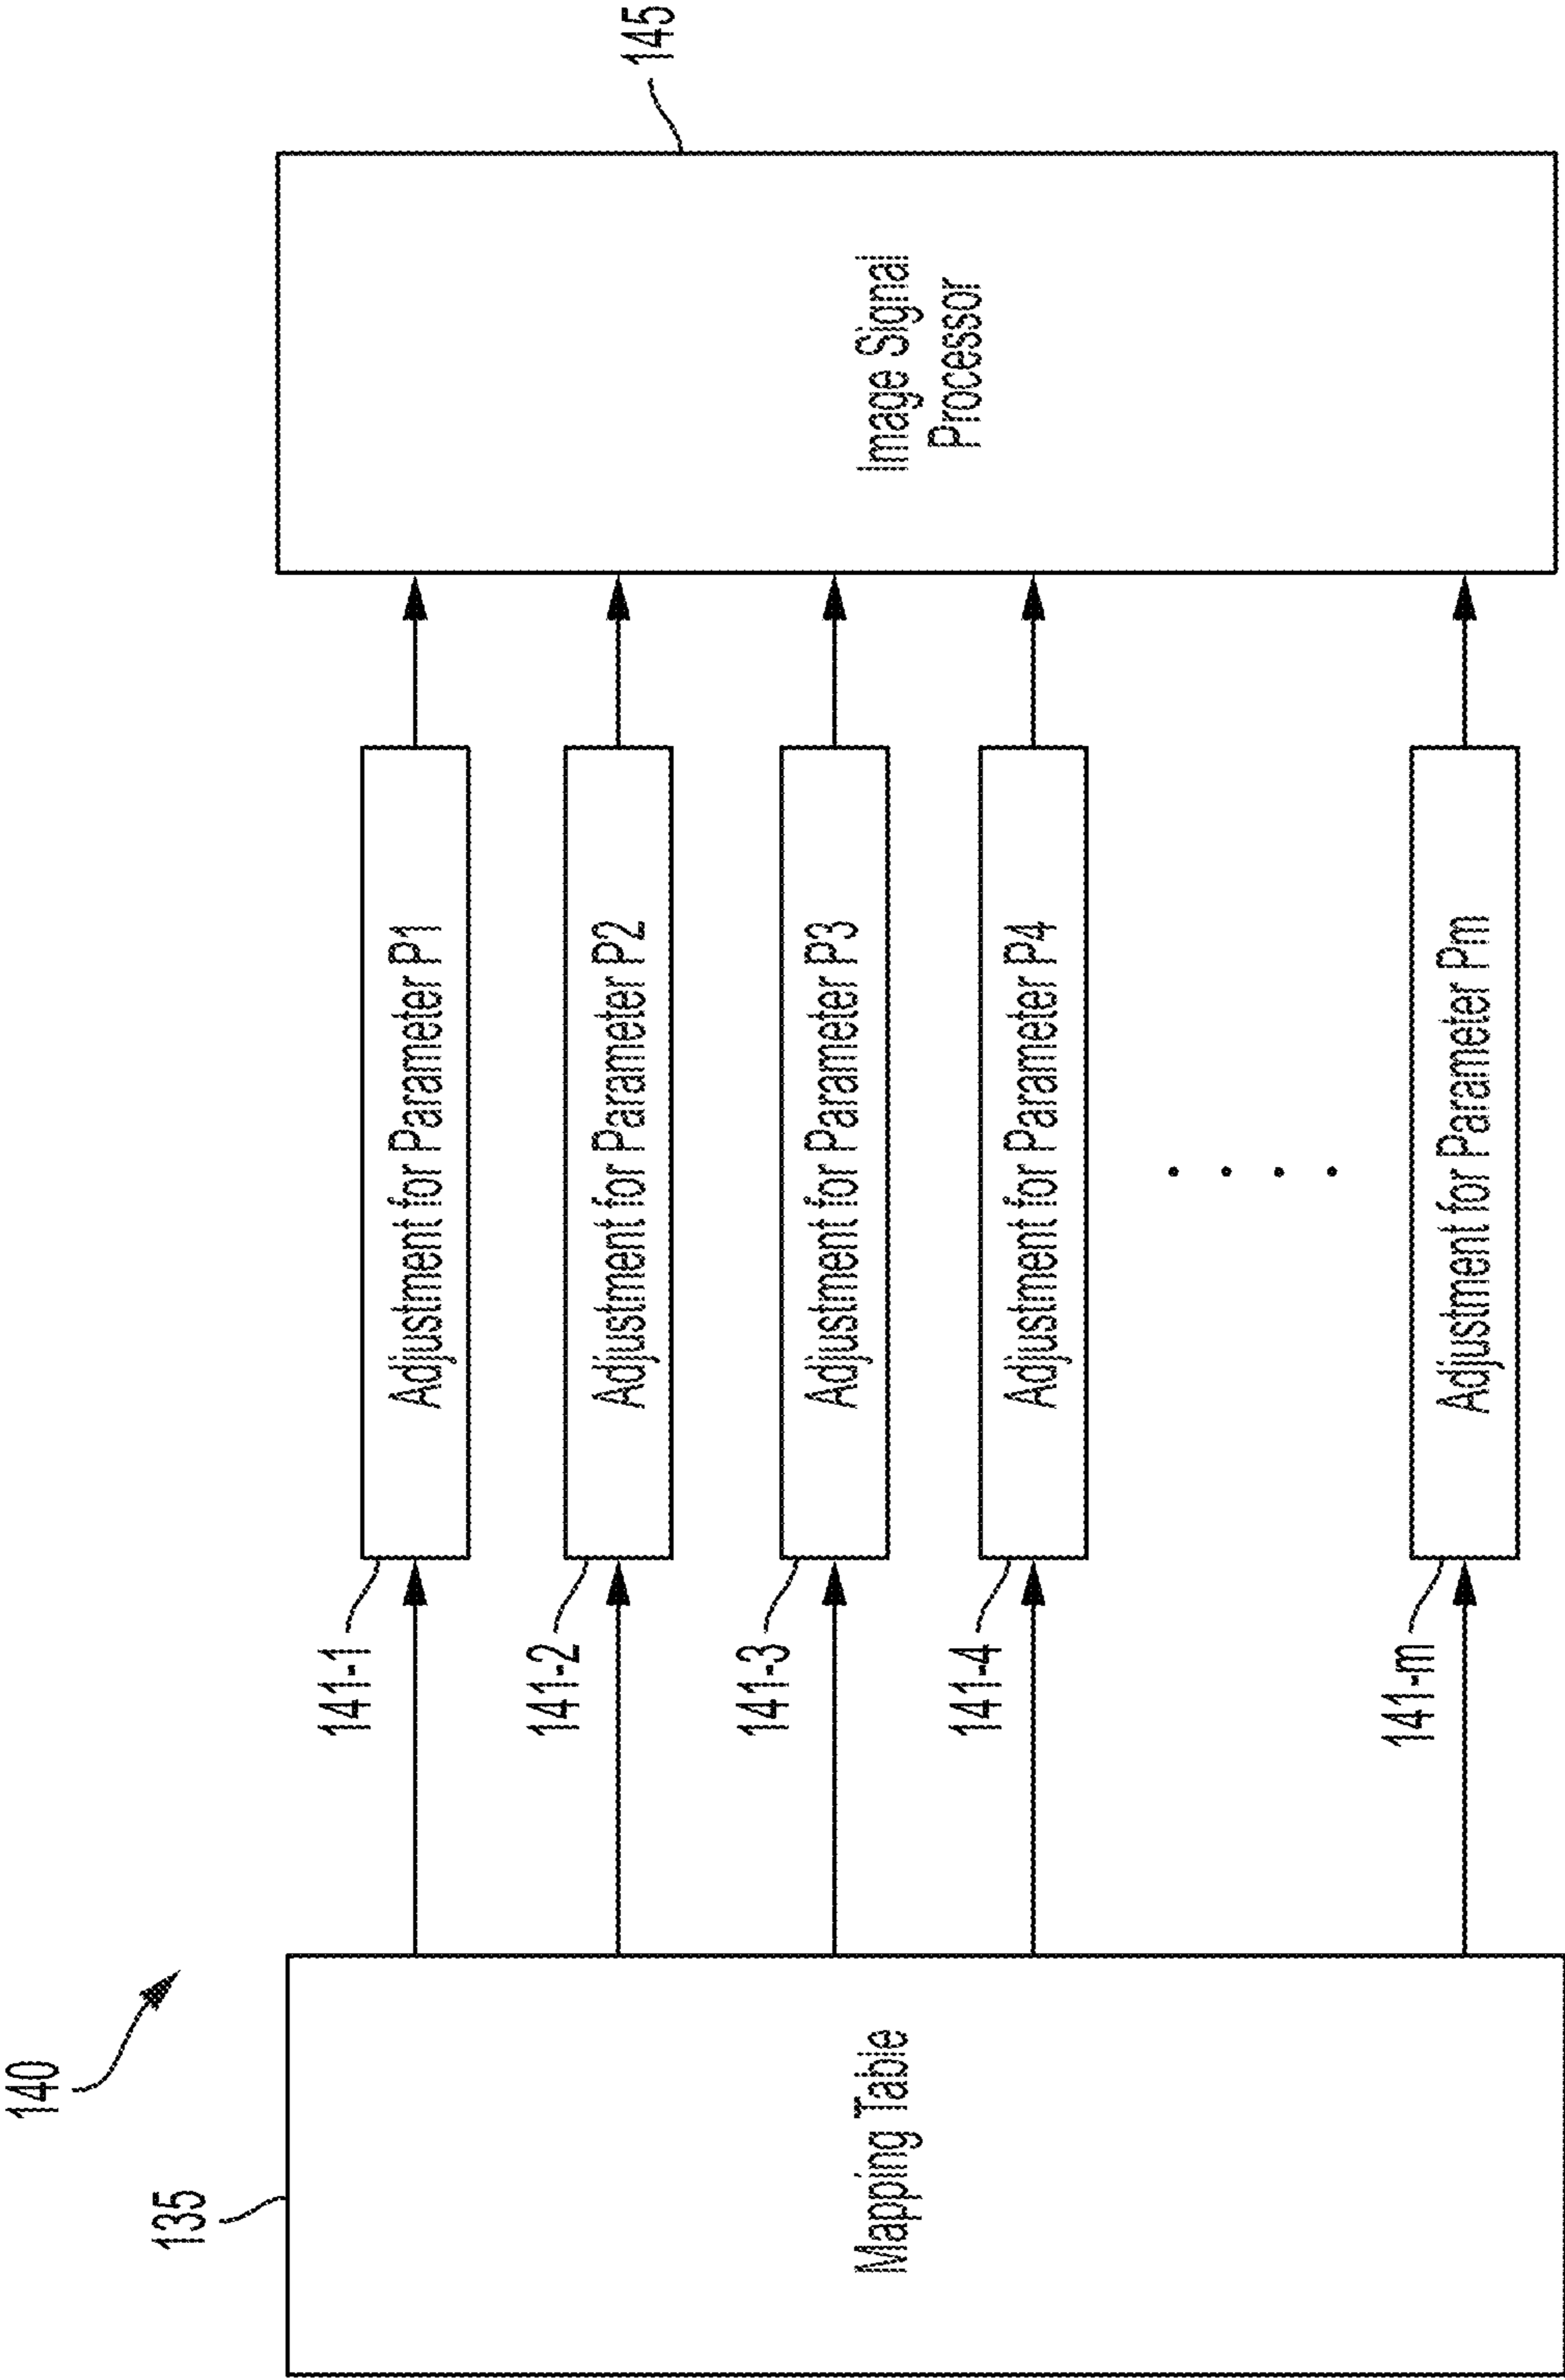 140
135
Mapping Table
141-1
Adjustment for Parameter P1
141-2
Adjustment for Parameter P2
141-3
Adjustment for Parameter P3
141-4
Adjustment for Parameter P4
141-m
Adjustment for Parameter Pm
145
Image Signal
Processor